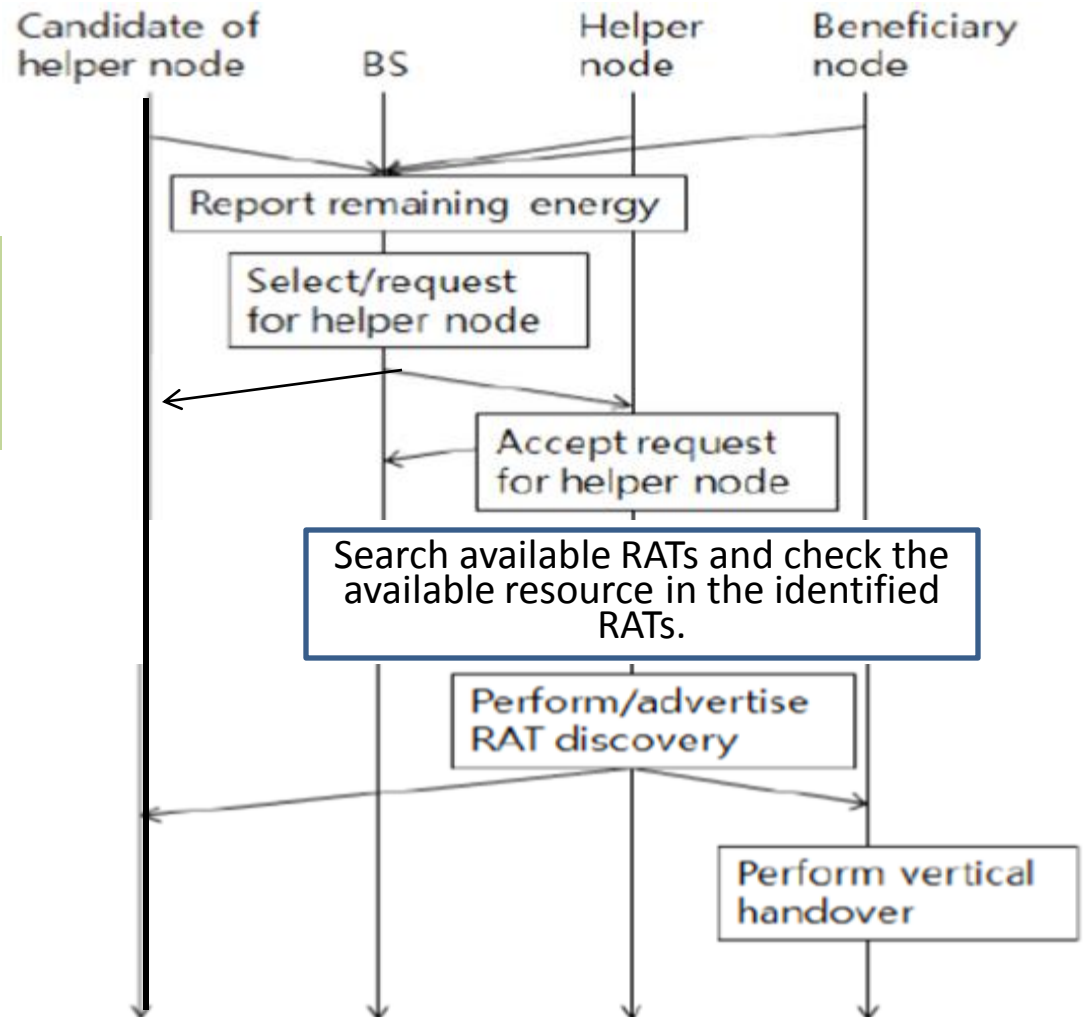 Candidate of
helper node
BS
Helper
node
Beneficiary
node
Report remaining energy
Select/request
for helper node
Accept request
for helper node
Search available RATs and check the
available resource in the identified
RATs.
Perform/advertise
RAT discovery
Perform vertical
handover